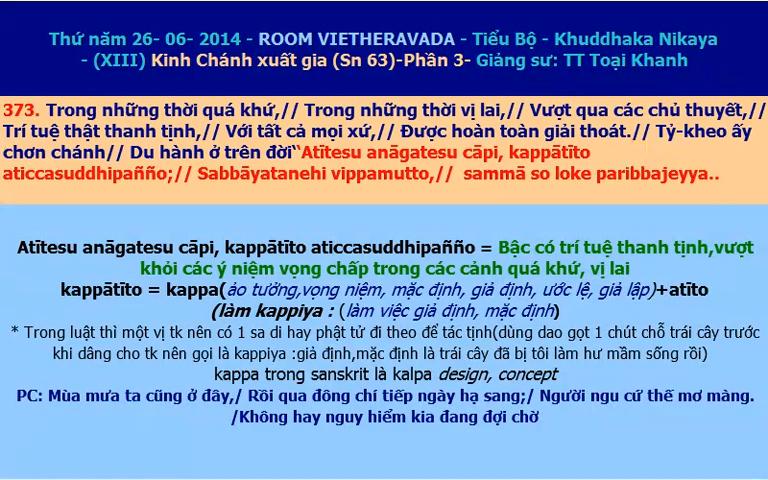 Thứ năm 26- 06- 2014 - ROOM VIETHERAVADA - Tiểu Bộ - Khuddhaka Nikaya
- (XIII) Kinh Chánh xuất gia (Sn 63)-Phần 3- Giảng sư: TT Toại Khanh
373. Trong những thời quá khứ,// Trong những thời vị lai,// Vượt qua các chủ thuyết,//
Trí tuệ thật thanh tịnh,// Với tất cả mọi xứ,// Được hoàn toàn giải thoát.// Tỷ-kheo ấy
chơn chánh// Du hành ở trên đời‘‘Atītesu anāgatesu cāpi, kappātīto
aticcasuddhipañño;// Sabbāyatanehi vippamutto,// sammā so loke paribbajeyya..
Atītesu anāgatesu cāpi, kappātīto aticcasuddhipañño = Bậc có trí tuệ thanh tịnh,vượt
khỏi các ý niệm vọng chấp trong các cảnh quá khứ, vị lai
kappātīto = kappa(ảo tưởng,vọng niệm, mặc định, giả định, ước lệ, giả lập)+atīto
(làm kappiya : (làm việc giả định, mặc định)
* Trong luật thì một vị tk nên có 1 sa di hay phật tử đi theo để tác tịnh(dùng dao gọt 1 chút chỗ trái cây trước
khi dâng cho tk nên gọi là kappiya :giả định,mặc định là trái cây đã bị tôi làm hư mầm sống rồi)
kappa trong sanskrit là kalpa design, concept
PC: Mùa mưa ta cũng ở đây,/ Rồi qua đông chí tiếp ngày hạ sang;/ Người ngu cứ thế mơ màng.
/Không hay nguy hiểm kia đang đợi chờ